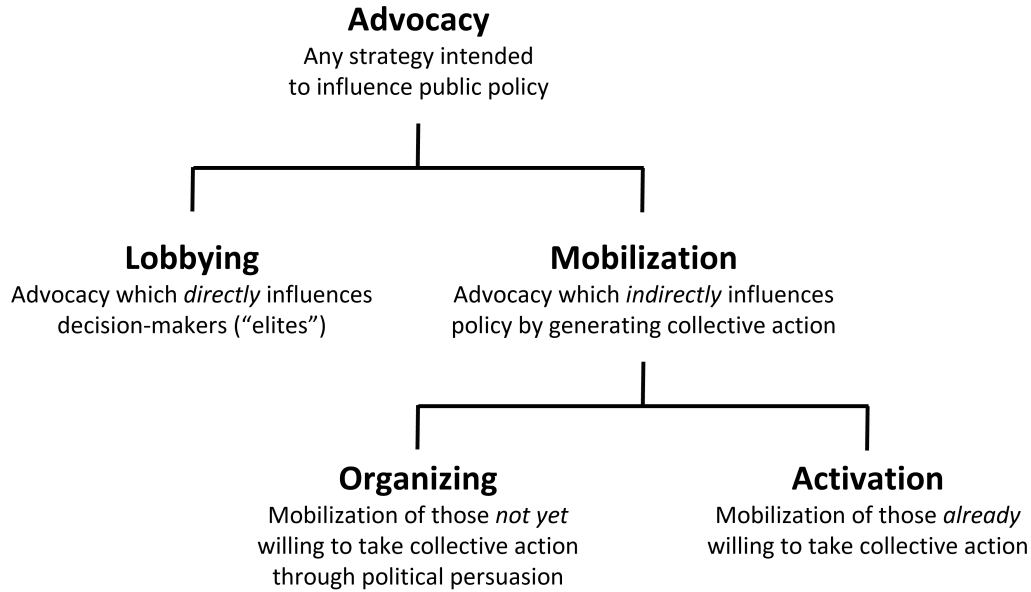 Advocacy
Any strategy intended
to influence public policy
Lobbying
Advocacy which directly influences
decision-makers (“elites”)
Mobilization
Advocacy which indirectly influences
policy by generating collective action
Organizing
Mobilization of those not yet
willing to take collective action
through political persuasion
Activation
Mobilization of those already
willing to take collective action